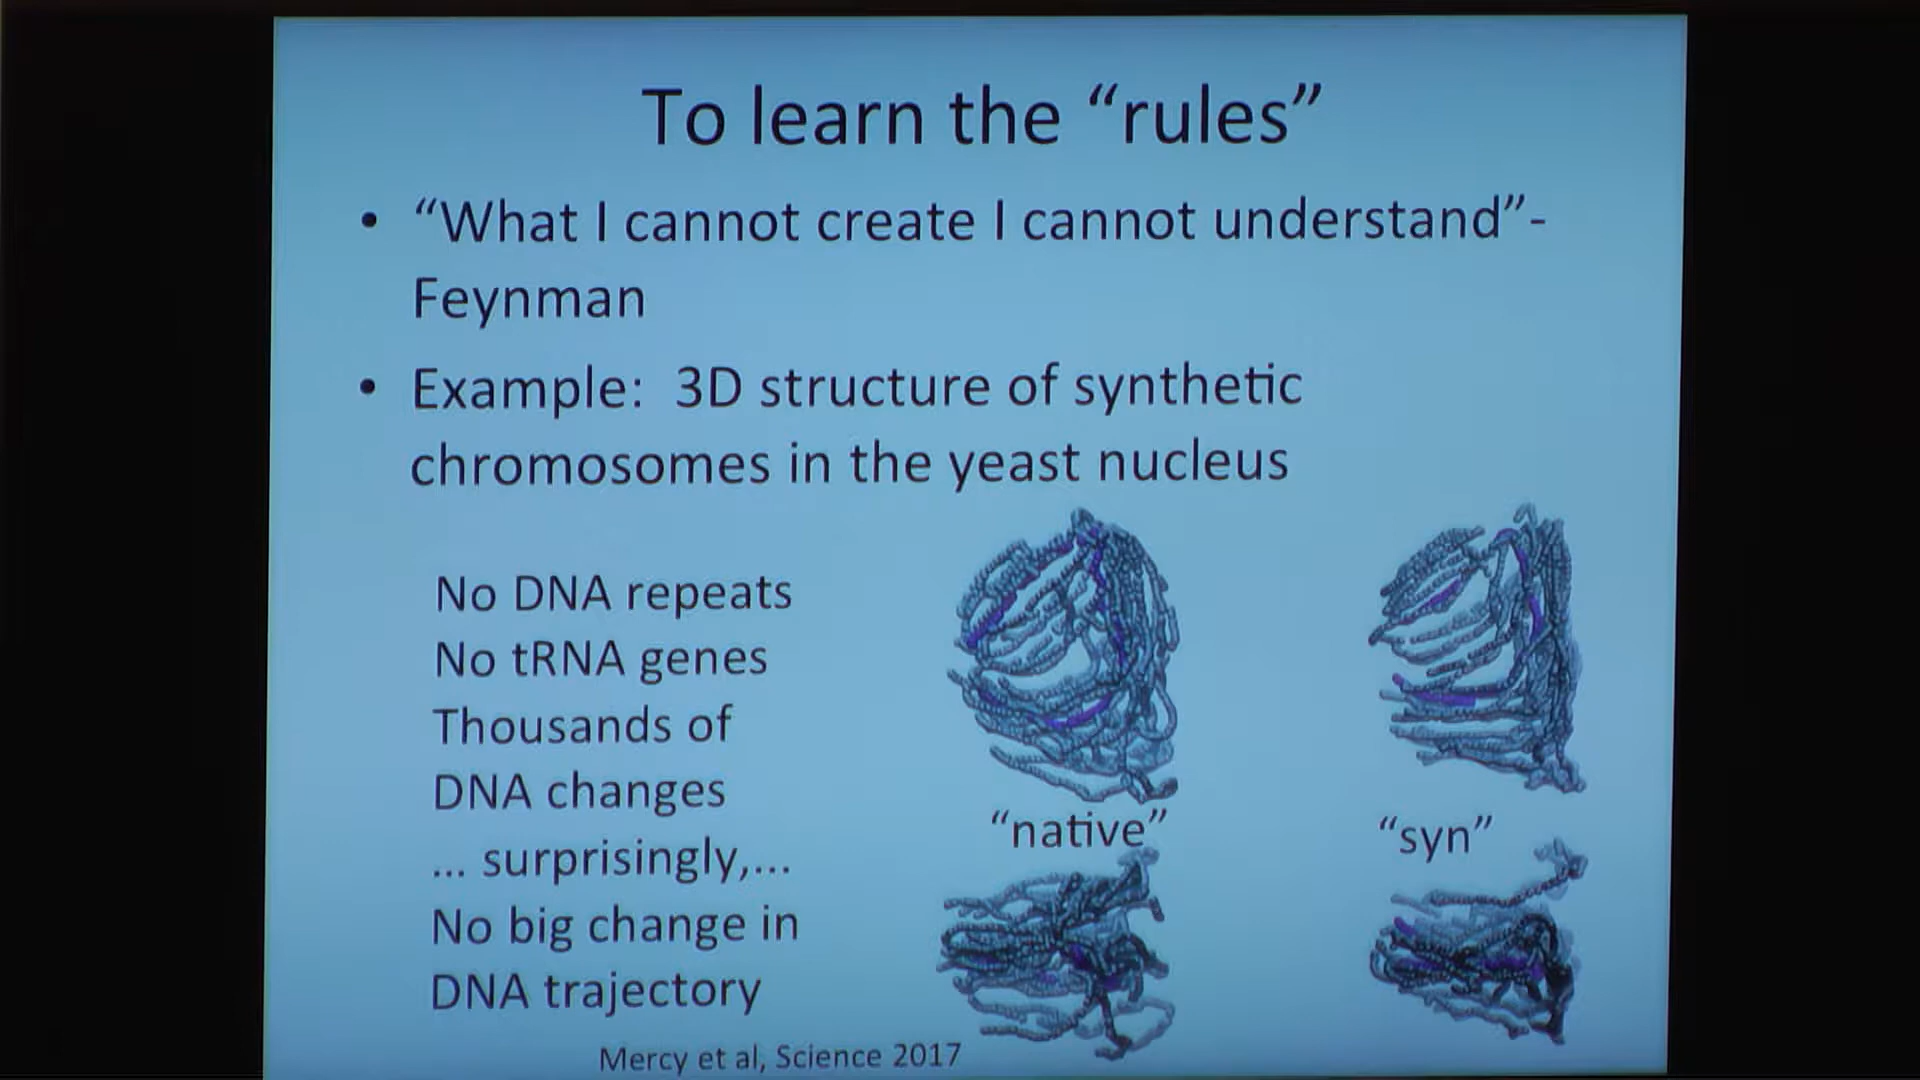 To learn the “rules”
• “What I cannot create I cannot understand”-
Feynman
• Example: 3D structure of synthetic
chromosomes in the yeast nucleus
No DNA repeats
No tRNA genes
Thousands of
DNA changes
... surprisingly,...
No big change in
DNA trajectory
“native”
“syn”
Mercy et al, Science 2017